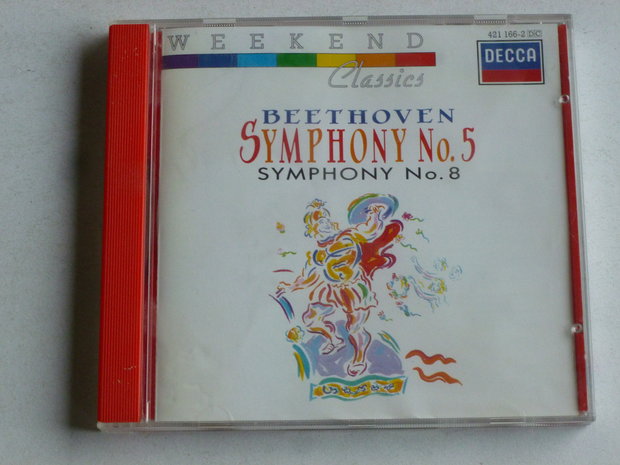 WEEKEND
Classics
421 166-2 DC
DECCA
BEETHOVEN
SYMPHONY No. 5
SYMPHONY No. 8